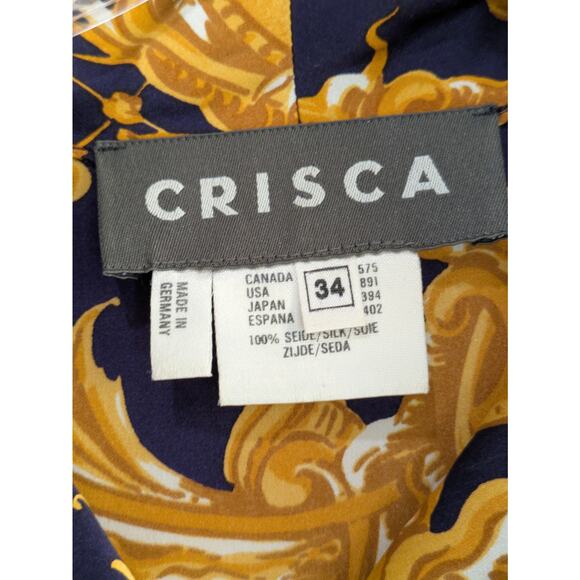 CRISCA
MADE IN
GERMANY
CANADA
USA
JAPAN
ESPANA
34
575
891
394
402
100% SEIDE/SILK/SOIE
ZIJDE/SEDA